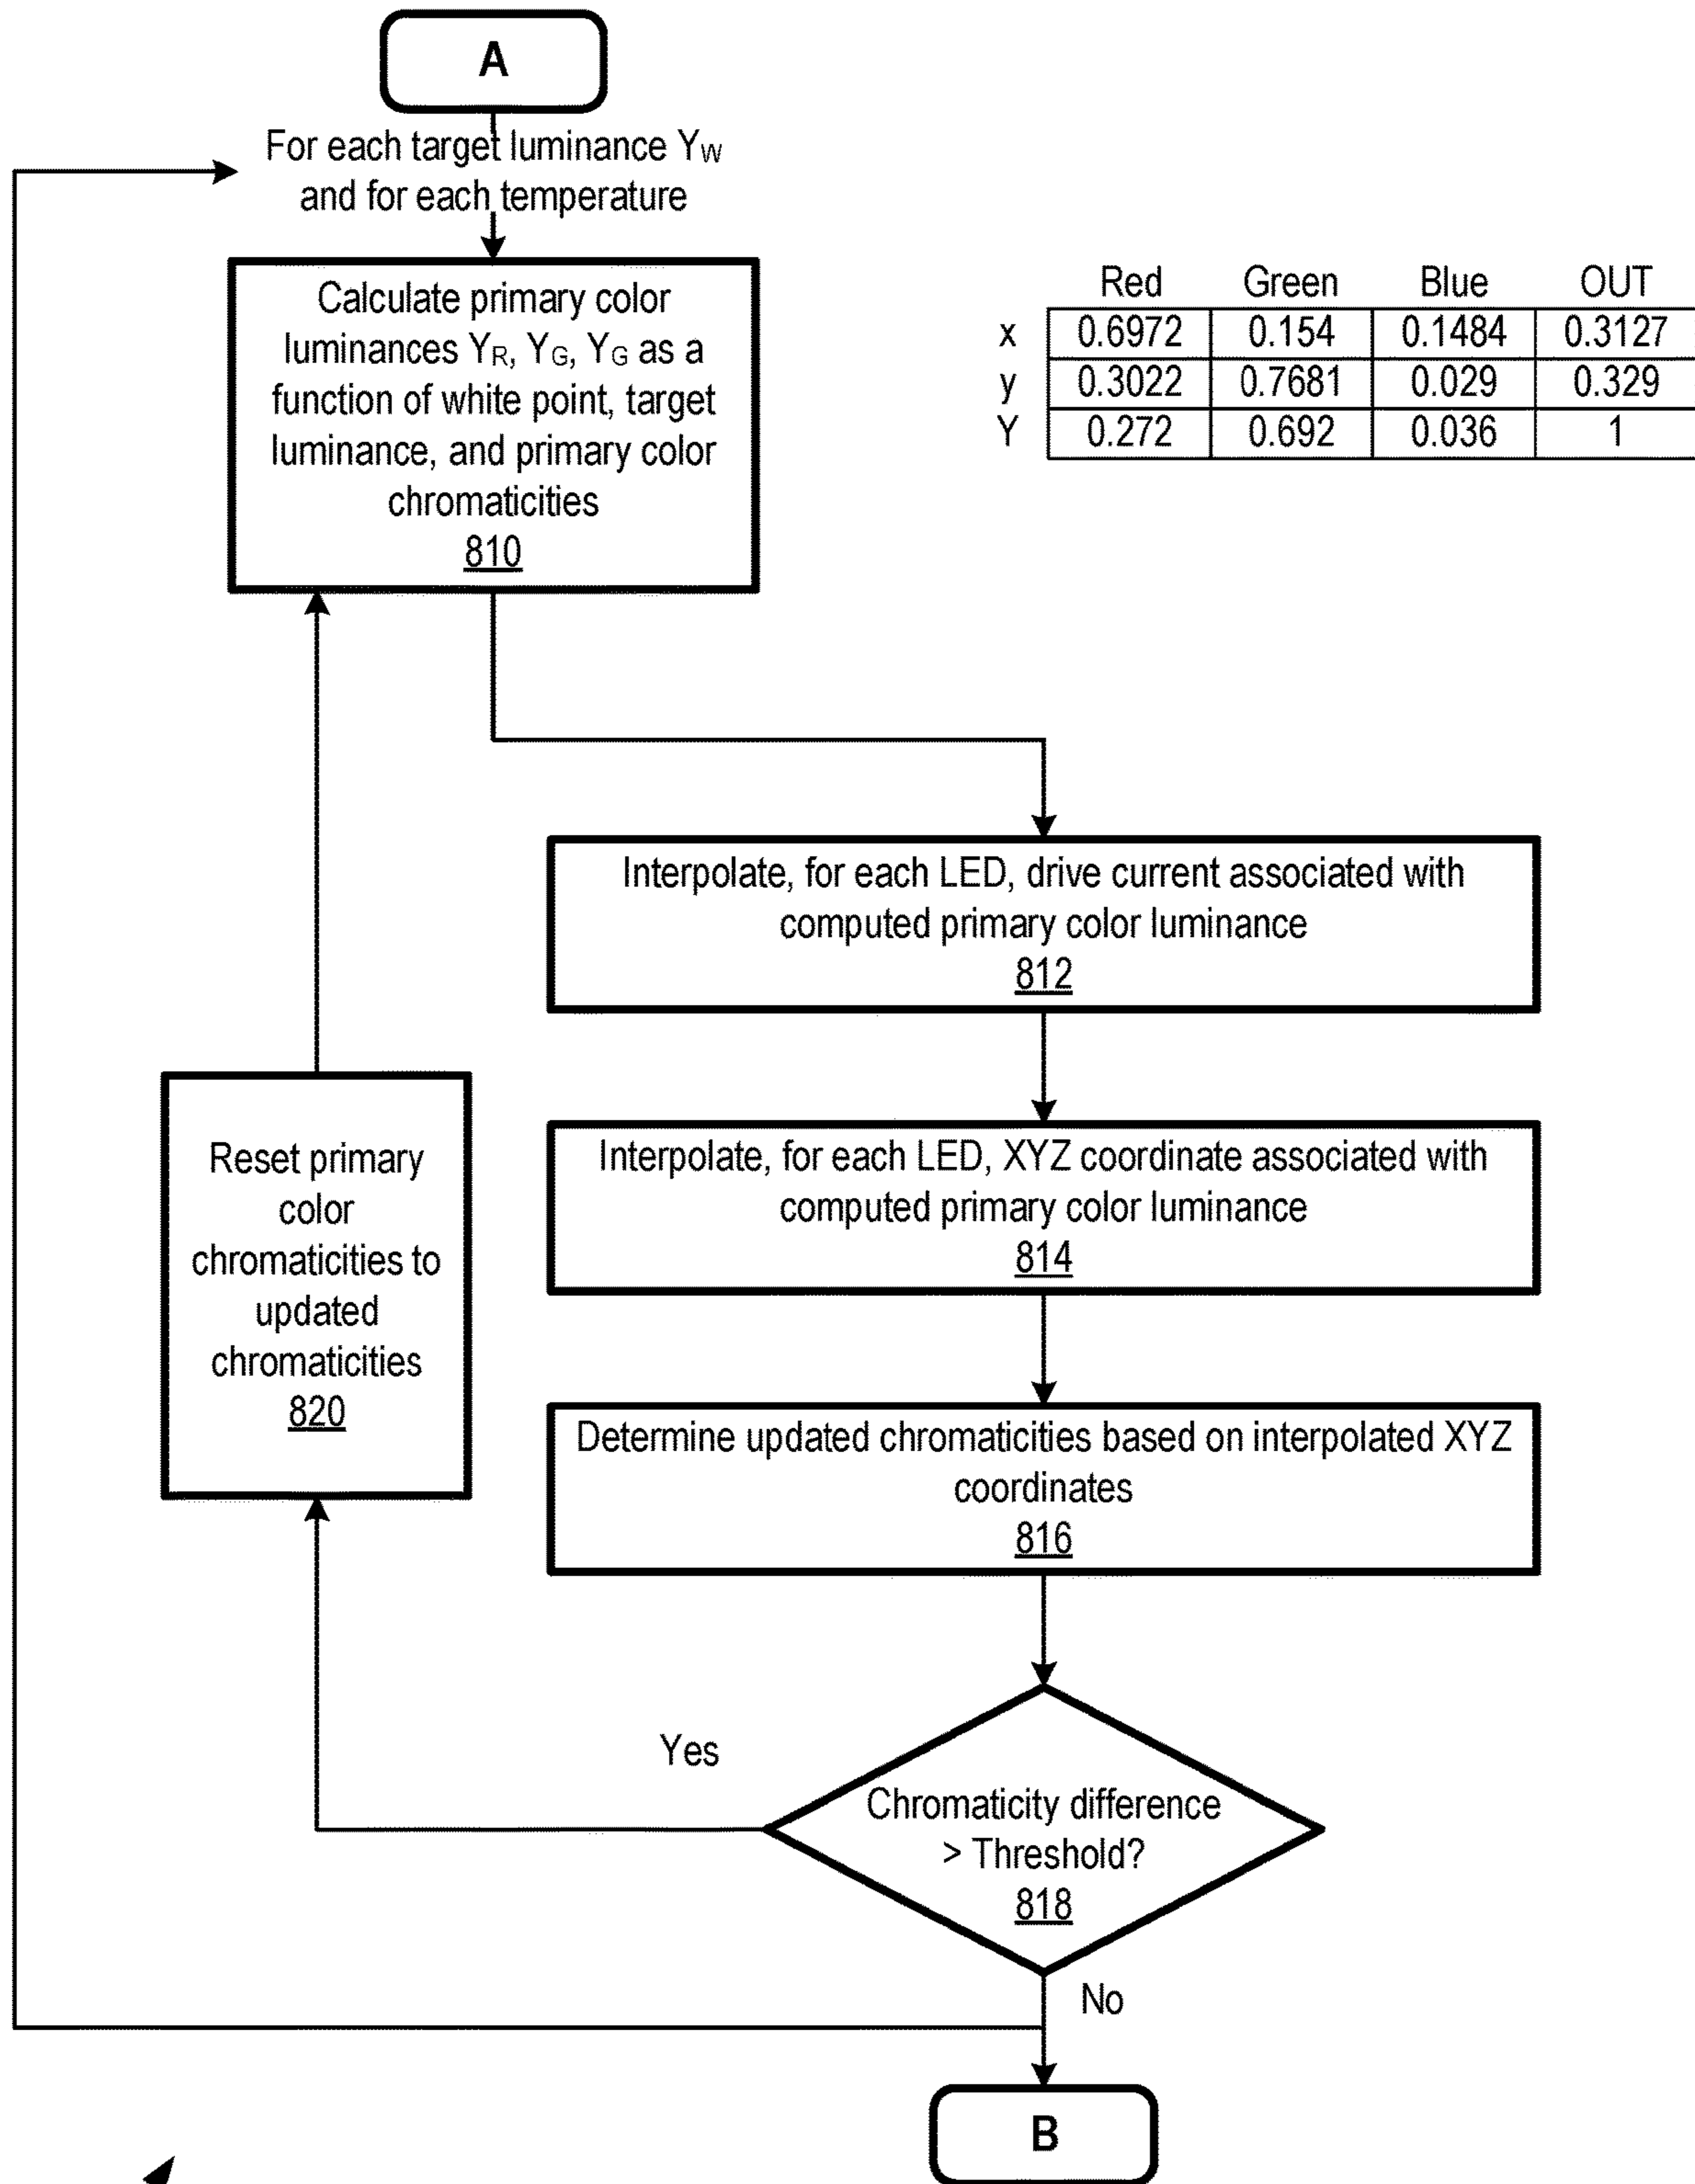 A
For each target luminance YW
and for each temperature
Calculate primary color
luminances YR, YG, YG as a
function of white point, target
luminance, and primary color
chromaticities
810
Red Green Blue OUT
x 0.6972 0.154 0.1484 0.3127
y 0.3022 0.7681 0.029 0.329
Y 0.272 0.692 0.036 1
Interpolate, for each LED, drive current associated with
computed primary color luminance
812
Interpolate, for each LED, XYZ coordinate associated with
computed primary color luminance
814
Reset primary
color
chromaticities to
updated
chromaticities
820
Determine updated chromaticities based on interpolated XYZ
coordinates
816
Yes
Chromaticity difference
> Threshold?
818
No
B